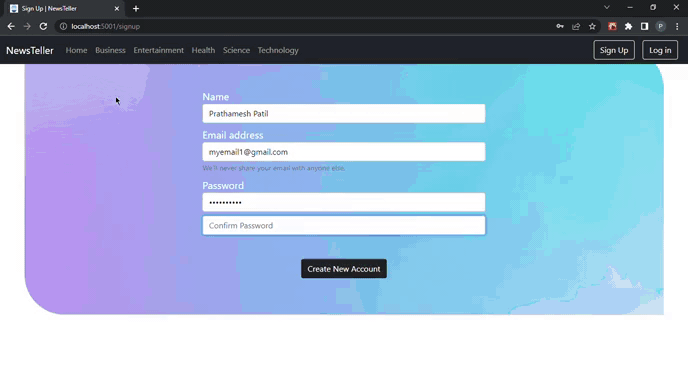 Sign Up | NewsTeller
localhost:5001/signup
P
NewsTeller Home Business Entertainment Health Science Technology Sign Up Log in
Name
Prathamesh Patil
Email address
myemail1@gmail.com
We'll never share your email with anyone else.
Password
••••••••••
Confirm Password
Create New Account